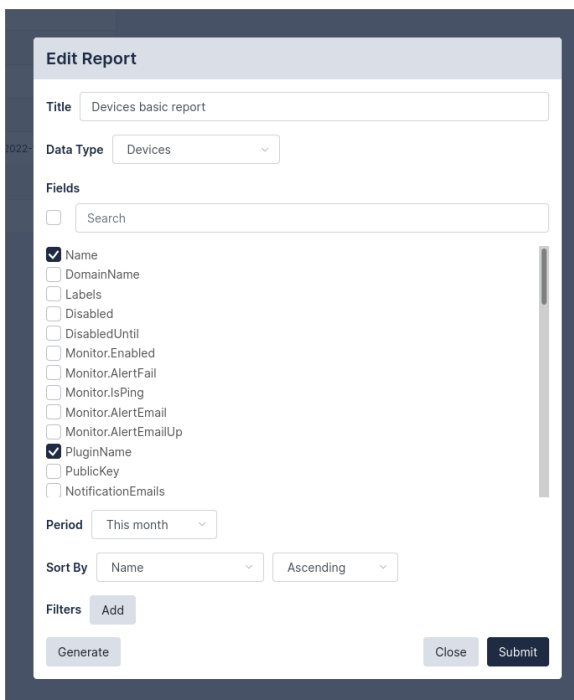 Edit Report
Title Devices basic report
2022-
Data Type Devices
Fields
Search
Name
DomainName
Labels
Disabled
DisabledUntil
Monitor.Enabled
Monitor.AlertFail
Monitor.IsPing
Monitor.AlertEmail
Monitor.AlertEmailUp
PluginName
PublicKey
NotificationEmails
Period This month
Sort By Name Ascending
Filters Add
Generate Close Submit